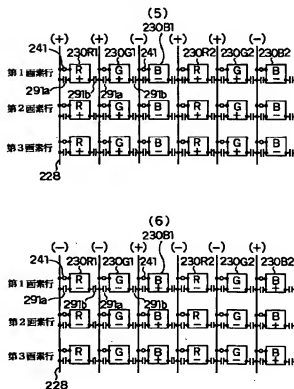 (5)
(+) (+) (-) (+) (+) (-)
230B1
241 230R1 230G1 241 230R2 230G2 230B2
第1画素行 R + G + B - R + G + B -
291a 291b 291a 291b
第2画素行 R + G + B - R + G + B -
第3画素行 R + G + B - R + G + B -
228
(6)
(-) (-) (+) (-) (-) (+)
230B1
241 230R1 230G1 241 230R2 230G2 230B2
第1画素行 R - G - B + R - G - B +
291a 291b 291a 291b
第2画素行 R - G - B + R - G - B +
第3画素行 R - G - B + R - G - B +
228